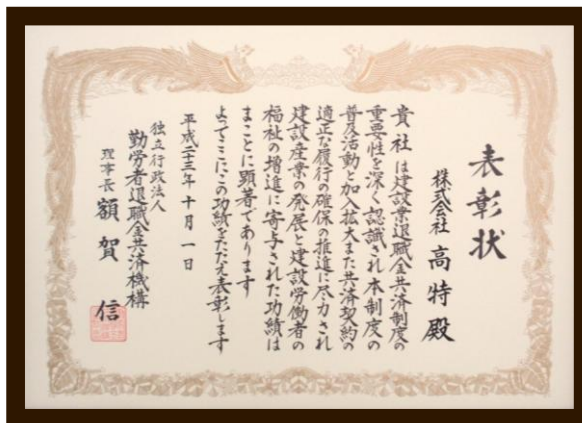 表彰状
株式会社 高特殿
貴社は建設業退職金共済制度の
重要性を深く認識され本制度の
普及活動と加入拡大また共済契約の
適正な履行の確保の推進に尽力され
建設産業の発展と建設労働者の
福祉の増進に寄与された功績は
まことに顕著であります
よってここにこの功績をたたえ表彰します
平成二十三年十月一日
独立行政法人
勤労者退職金共済機構
理事長 額賀 信